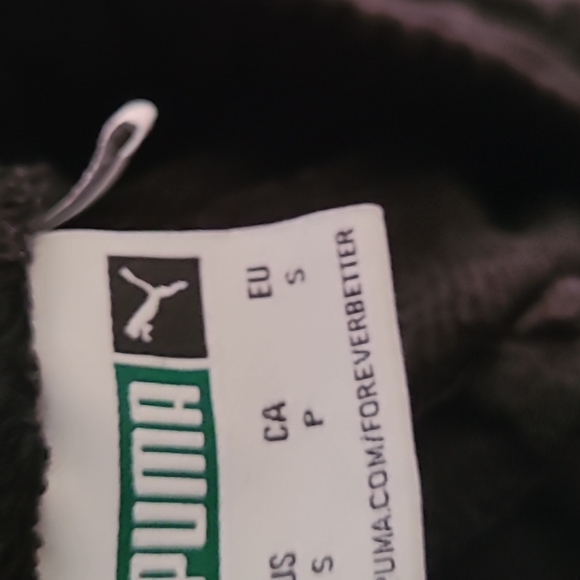 PUMA
US CA EU
S P S
PUMA.COM/FOREVERBETTER